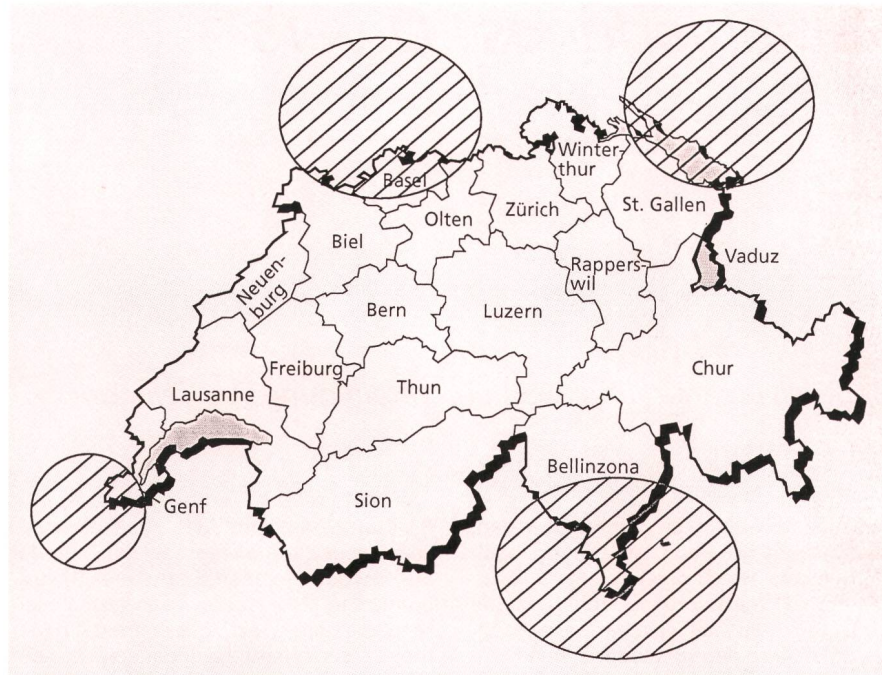 Basel
Winter-
thur
Olten
Zürich
St. Gallen
Biel
Vaduz
Neuen-
burg
Rappers-
wil
Bern
Luzern
Freiburg
Chur
Lausanne
Thun
Bellinzona
Genf
Sion